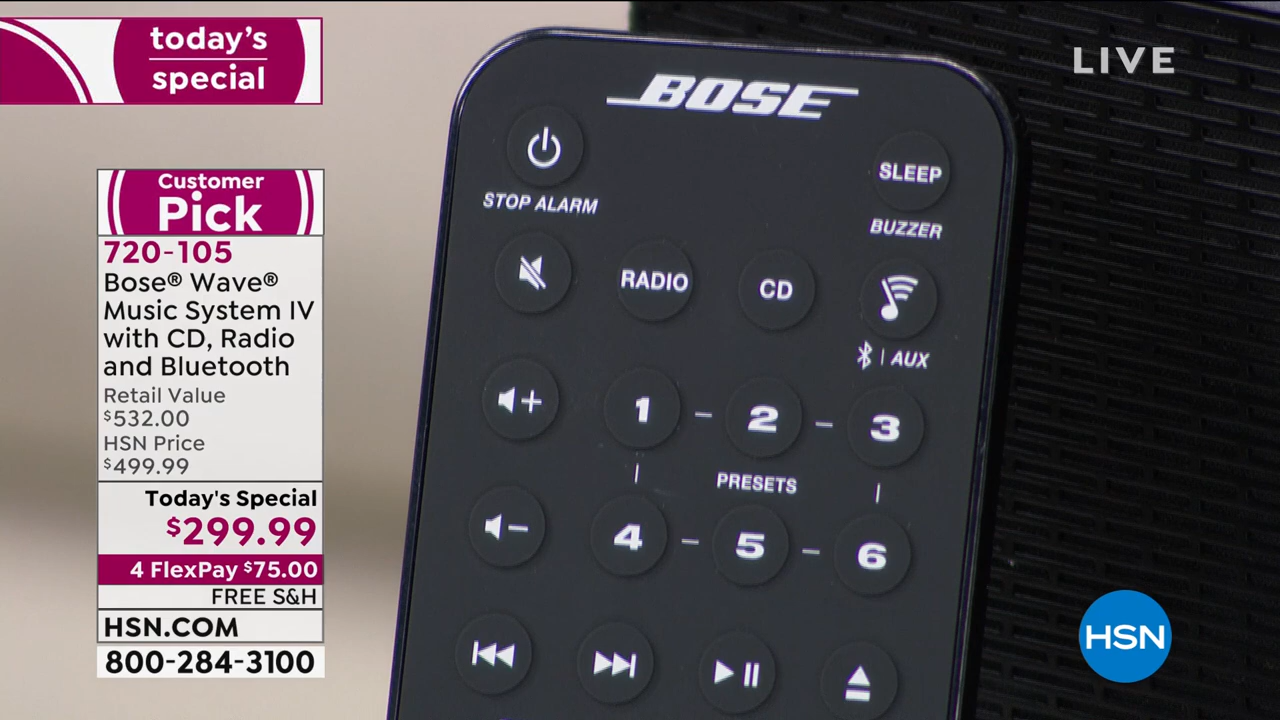 today's
special
LIVE
Customer
Pick
720-105
Bose® Wave®
Music System IV
with CD, Radio
and Bluetooth
Retail Value
$532.00
HSN Price
$499.99
Today's Special
$299.99
4 FlexPay $75.00
FREE S&H
HSN.COM
800-284-3100
BOSE
SLEEP
STOP ALARM
BUZZER
RADIO
CD
| AUX
1 - 2 - 3
| PRESETS |
4 - 5 - 6
HSN